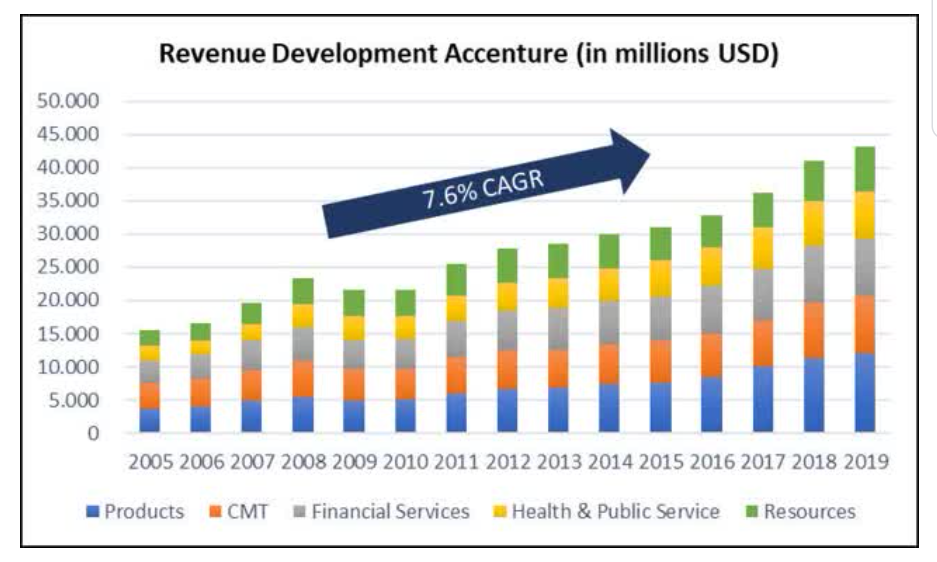 Revenue Development Accenture (in millions USD)
50.000
45.000
40.000
35.000
30.000
25.000
20.000
15.000
10.000
5.000
0
7.6% CAGR
2005 2006 2007 2008 2009 2010 2011 2012 2013 2014 2015 2016 2017 2018 2019
Products CMT Financial Services Health & Public Service Resources